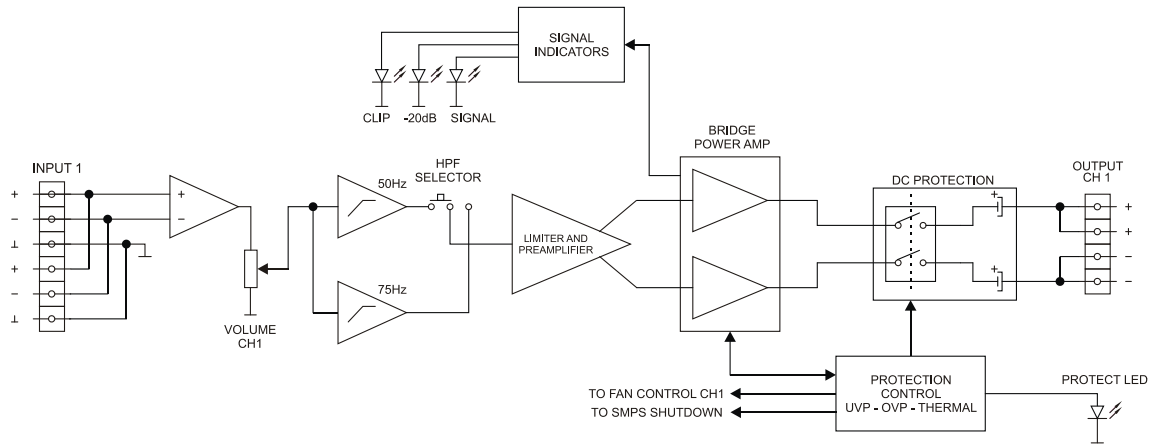 SIGNAL
INDICATORS
CLIP
-20dB
SIGNAL
BRIDGE
POWER AMP
INPUT 1
50Hz
HPF
SELECTOR
OUTPUT
CH 1
DC PROTECTION
+
−
⊥
+
−
⊥
+
−
LIMITER AND
PREAMPLIFIER
+
+
+
+
−
−
75Hz
VOLUME
CH1
TO FAN CONTROL CH1
TO SMPS SHUTDOWN
PROTECTION
CONTROL
UVP - OVP - THERMAL
PROTECT LED